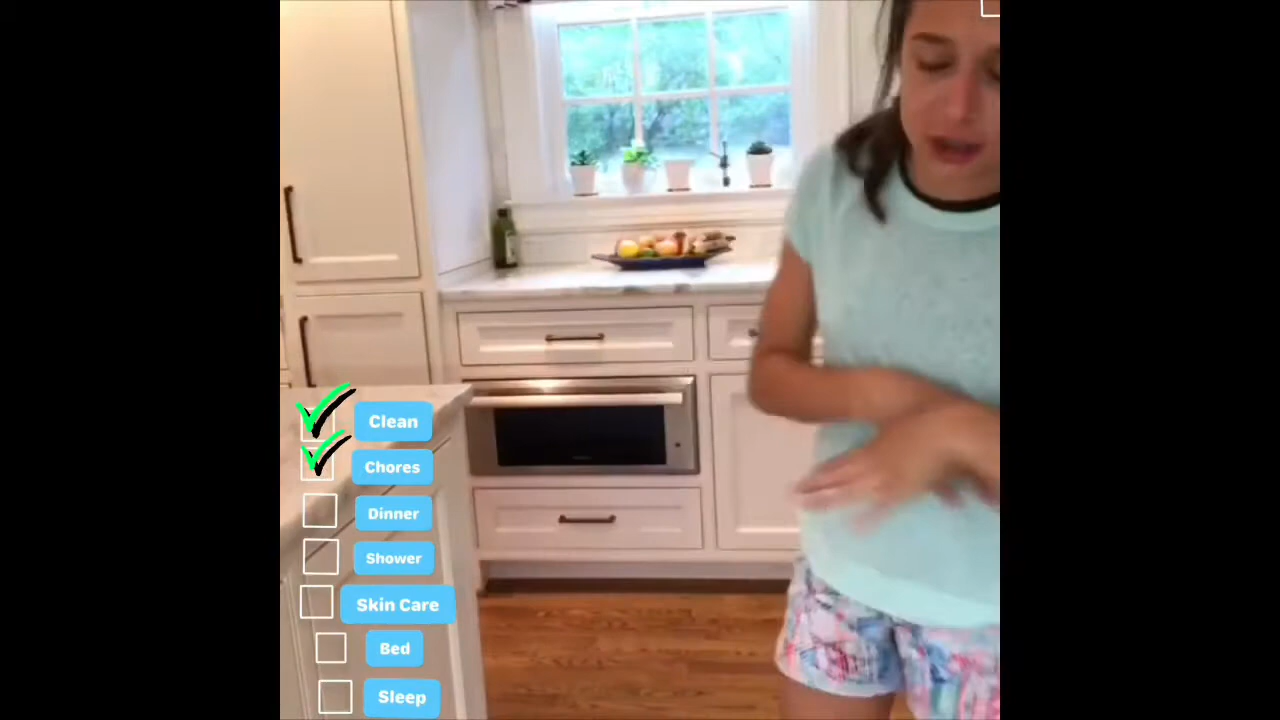 Clean
Chores
Dinner
Shower
Skin Care
Bed
Sleep